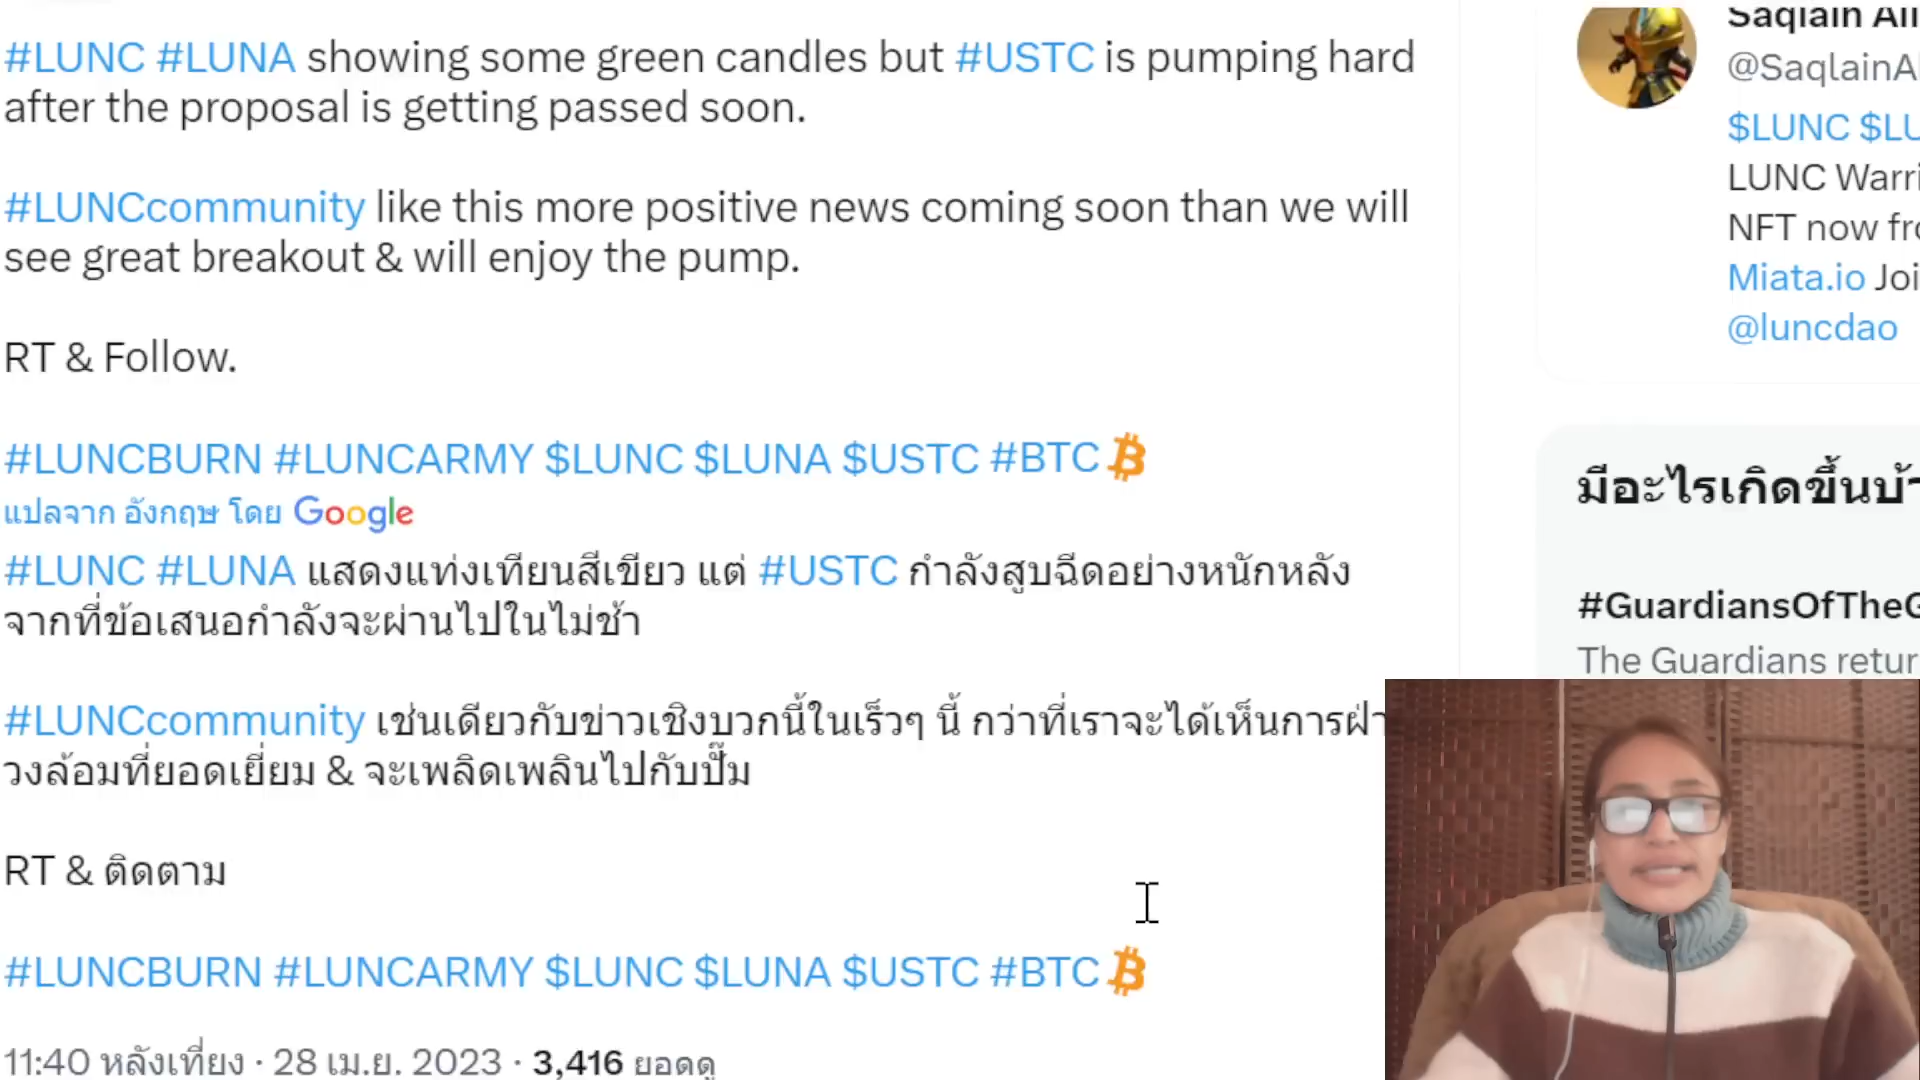 #LUNC #LUNA showing some green candles but #USTC is pumping hard
after the proposal is getting passed soon.
#LUNCcommunity like this more positive news coming soon than we will
see great breakout & will enjoy the pump.
RT & Follow.
#LUNCBURN #LUNCARMY $LUNC $LUNA $USTC #BTC
แปลจาก อังกฤษ โดย Google
#LUNC #LUNA แสดงแท่งเทียนสีเขียว แต่ #USTC กำลังสูบฉีดอย่างหนักหลัง
จากที่ข้อเสนอกำลังจะผ่านไปในไม่ช้า
#LUNCcommunity เช่นเดียวกับข่าวเชิงบวกนี้ในเร็วๆ นี้ กว่าที่เราจะได้เห็นการฝ่า
วงล้อมที่ยอดเยี่ยม & จะเพลิดเพลินไปกับปั๊ม
RT & ติดตาม
#LUNCBURN #LUNCARMY $LUNC $LUNA $USTC #BTC
11:40 หลังเที่ยง · 28 เม.ย. 2023 · 3,416 ยอดดู
Saqlain Ali
@SaqlainA
$LUNC $LU
LUNC Warri
NFT now fro
Miata.io Joi
@luncdao
มีอะไรเกิดขึ้นบ้า
#GuardiansOfTheG
The Guardians retur